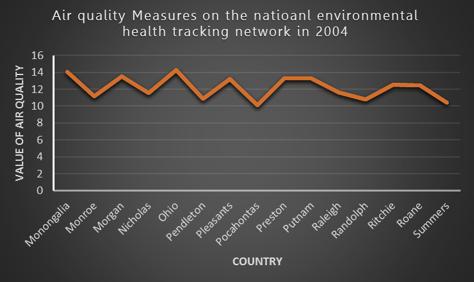 Air quality Measures on the natioanl environmental
health tracking network in 2004
VALUE OF AIR QUALITY
16
14
12
10
8
6
4
2
0
Monongalia
Monroe
Morgan
Nicholas
Ohio
Pendleton
Pleasants
Pocahontas
Preston
Putnam
Raleigh
Randolph
Ritchie
Roane
Summers
COUNTRY